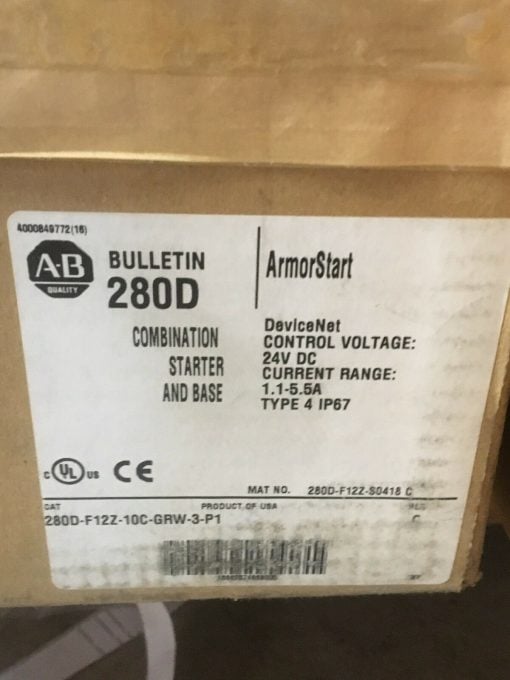 4000849772(16)
A-B
QUALITY
BULLETIN
280D
ArmorStart
COMBINATION
STARTER
AND BASE
DeviceNet
CONTROL VOLTAGE:
24V DC
CURRENT RANGE:
1.1-5.5A
TYPE 4 IP67
C UL US CE
MAT NO. 280D-F12Z-S0418 C
CAT PRODUCT OF USA
280D-F12Z-10C-GRW-3-P1 C